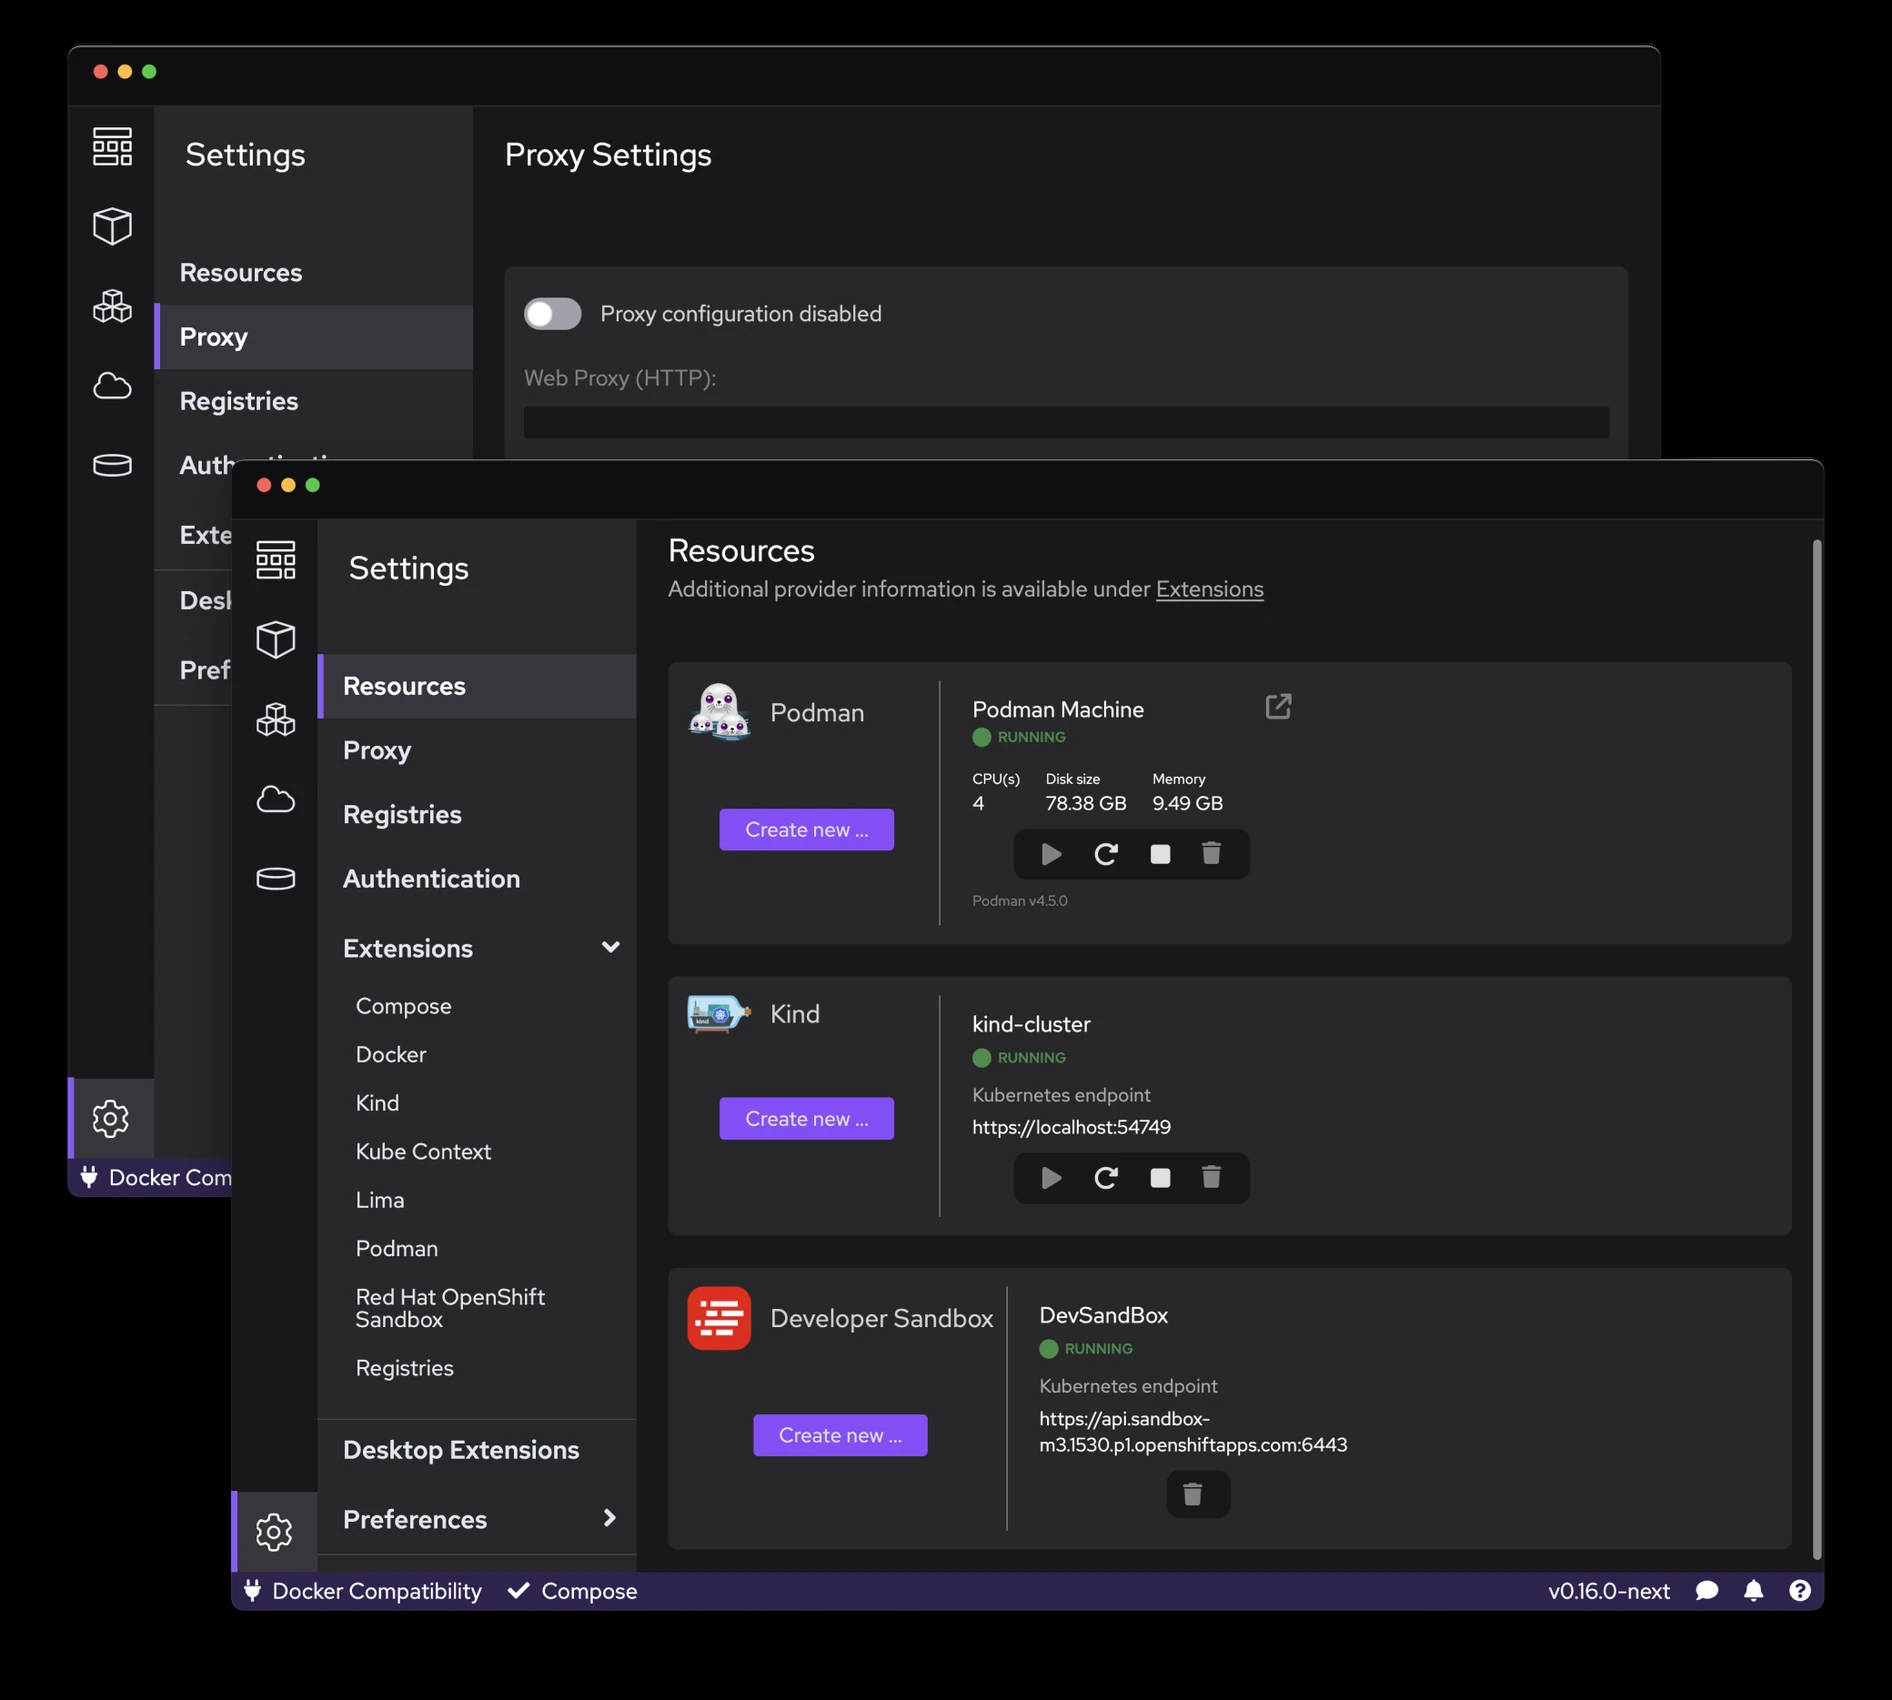 Settings
Proxy Settings
Resources
Proxy
Registries
Proxy configuration disabled
Web Proxy (HTTP):
Docker Com
Settings
Resources
Proxy
Registries
Authentication
Extensions
Compose
Docker
Kind
Kube Context
Lima
Podman
Red Hat OpenShift
Sandbox
Registries
Desktop Extensions
Preferences
Resources
Additional provider information is available under Extensions
Podman
Create new ...
Podman Machine
RUNNING
CPU(s) Disk size Memory
4 78.38 GB 9.49 GB
Podman v4.5.0
kind
Kind
Create new ...
kind-cluster
RUNNING
Kubernetes endpoint
https://localhost:54749
Developer Sandbox
Create new ...
DevSandBox
RUNNING
Kubernetes endpoint
https://api.sandbox-
m3.1530.p1.openshiftapps.com:6443
Docker Compatibility Compose v0.16.0-next